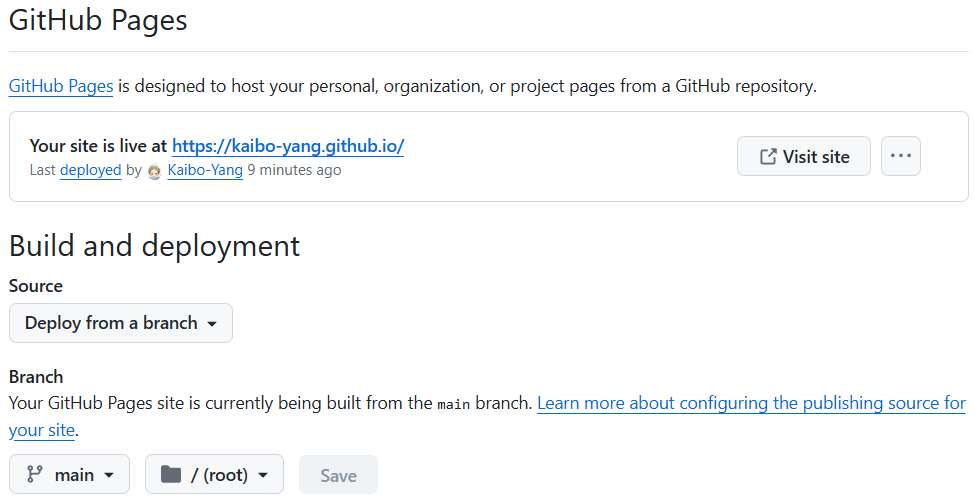 GitHub Pages
GitHub Pages is designed to host your personal, organization, or project pages from a GitHub repository.
Your site is live at https://kaibo-yang.github.io/
Last deployed by Kaibo-Yang 9 minutes ago
Visit site
Build and deployment
Source
Deploy from a branch
Branch
Your GitHub Pages site is currently being built from the main branch. Learn more about configuring the publishing source for
your site.
main
/ (root)
Save